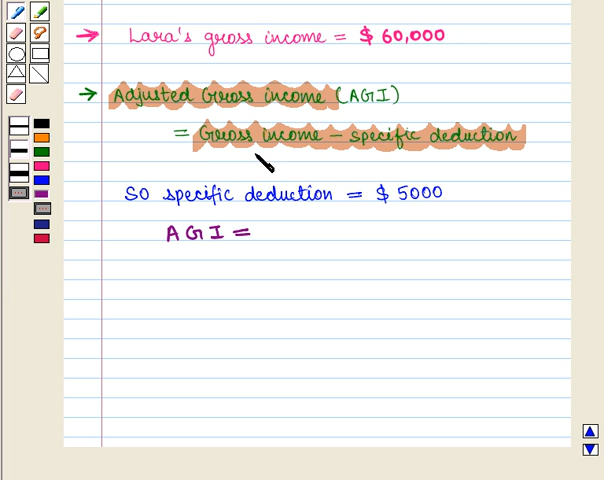 → Lara's gross income = $ 60,000
→ Adjusted Gross income (AGI)
= Gross income - specific deduction
SO specific deduction = $ 5000
AGI =